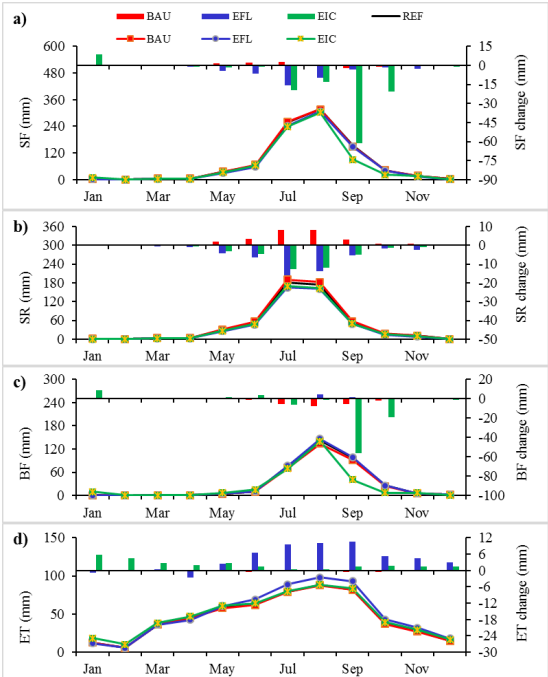 a)
BAU EFL EIC REF
BAU EFL EIC
600 15
480 0
360 -15
240 -30
120 -45
0 -60
-75
-90
SF (mm)
SF change (mm)
Jan Mar May Jul Sep Nov
b)
360 10
300 0
240 -10
180 -20
120 -30
60 -40
0 -50
SR (mm)
SR change (mm)
Jan Mar May Jul Sep Nov
c)
300 20
240 0
180 -20
120 -40
60 -60
0 -80
-100
BF (mm)
BF change (mm)
Jan Mar May Jul Sep Nov
d)
150 12
100 6
50 0
0 -6
-12
-18
-24
-30
ET (mm)
ET change (mm)
Jan Mar May Jul Sep Nov